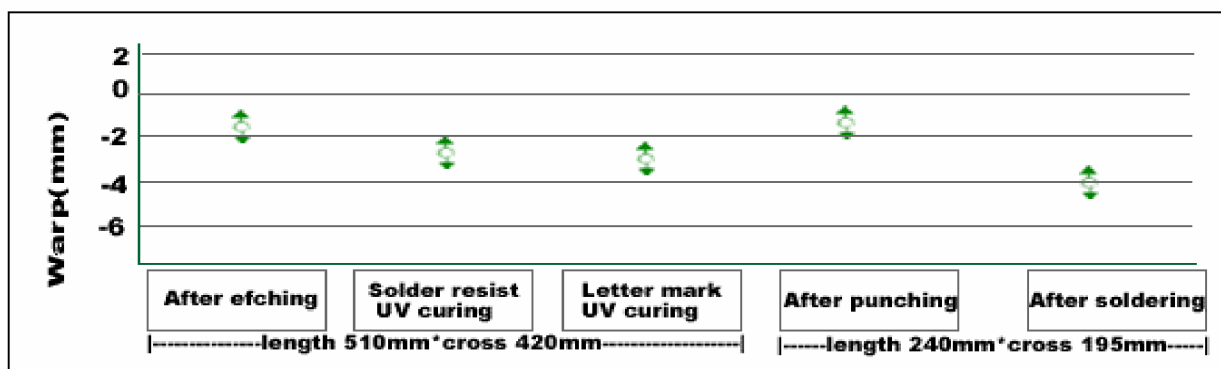 Warp(mm)
2
0
-2
-4
-6
After efching
Solder resist
UV curing
Letter mark
UV curing
After punching
After soldering
|---------------length 510mm*cross 420mm--------------------|
|------length 240mm*cross 195mm-----|